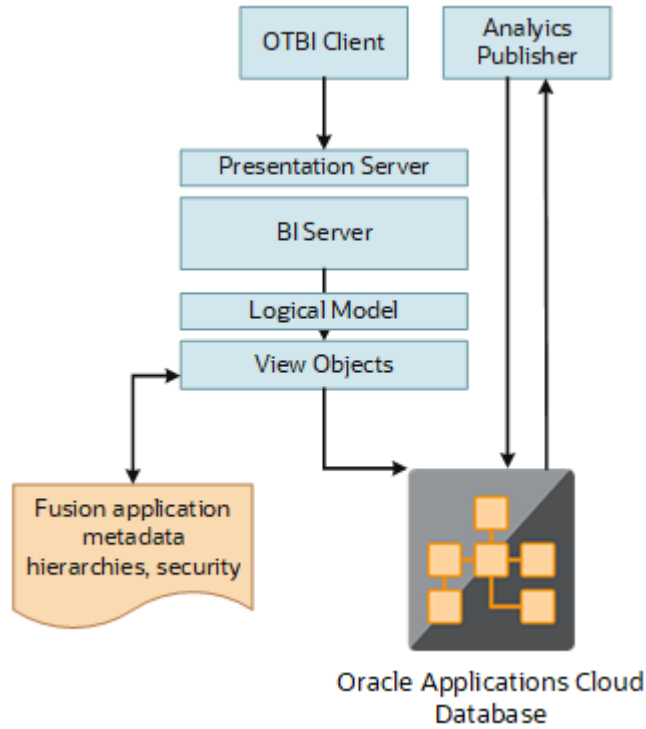 OTBI Client
Analyics
Publisher
Presentation Server
BI Server
Logical Model
View Objects
Fusion application
metadata
hierarchies, security
Oracle Applications Cloud
Database